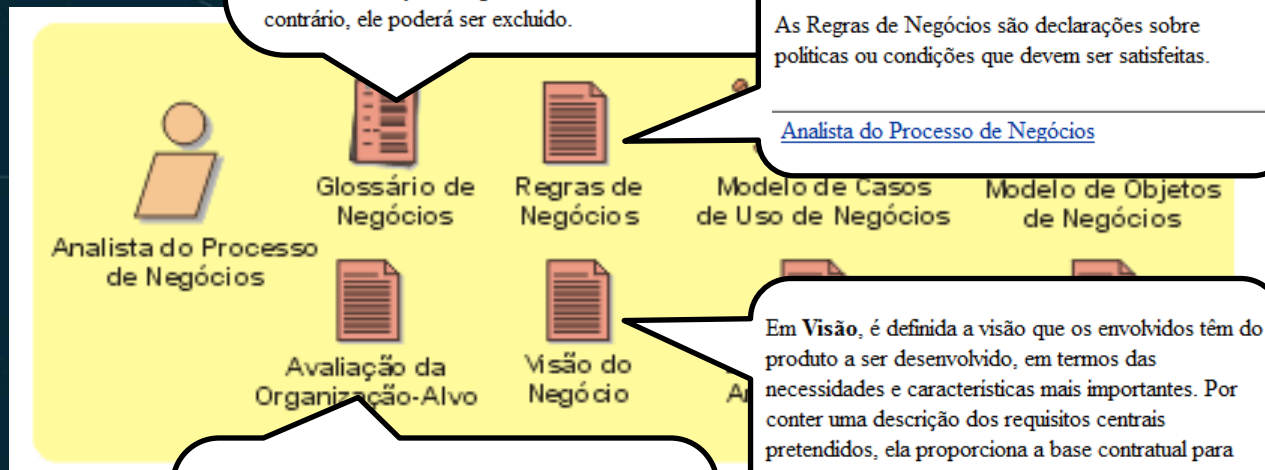 contrário, ele poderá ser excluído.
As Regras de Negócios são declarações sobre
políticas ou condições que devem ser satisfeitas.
Analista do Processo de Negócios
Glossário de
Negócios
Regras de
Negócios
Modelo de Casos
de Uso de Negócios
Modelo de Objetos
de Negócios
Analista do Processo
de Negócios
Avaliação da
Organização-Alvo
Visão do
Negócio
Em Visão, é definida a visão que os envolvidos têm do
produto a ser desenvolvido, em termos das
necessidades e características mais importantes. Por
conter uma descrição dos requisitos centrais
pretendidos, ela proporciona a base contratual para